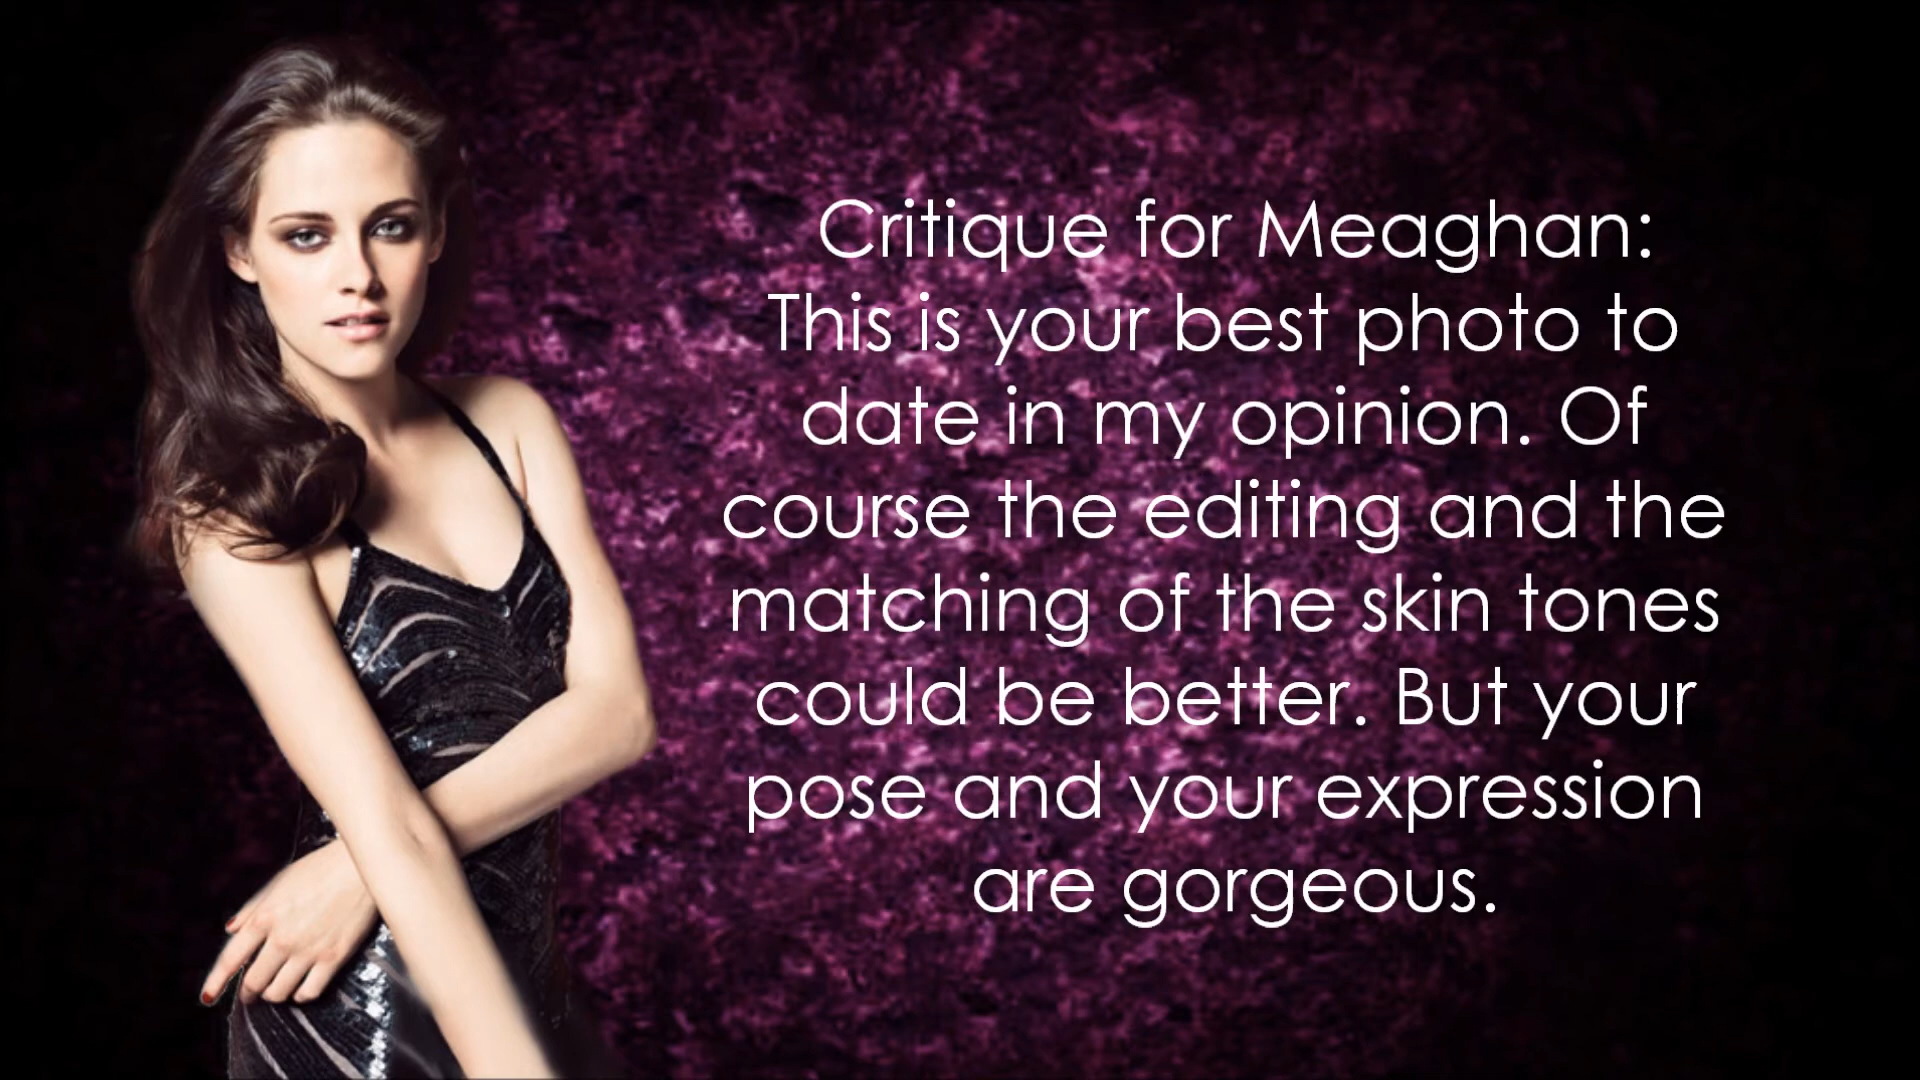 Critique for Meaghan:
This is your best photo to
date in my opinion. Of
course the editing and the
matching of the skin tones
could be better. But your
pose and your expression
are gorgeous.